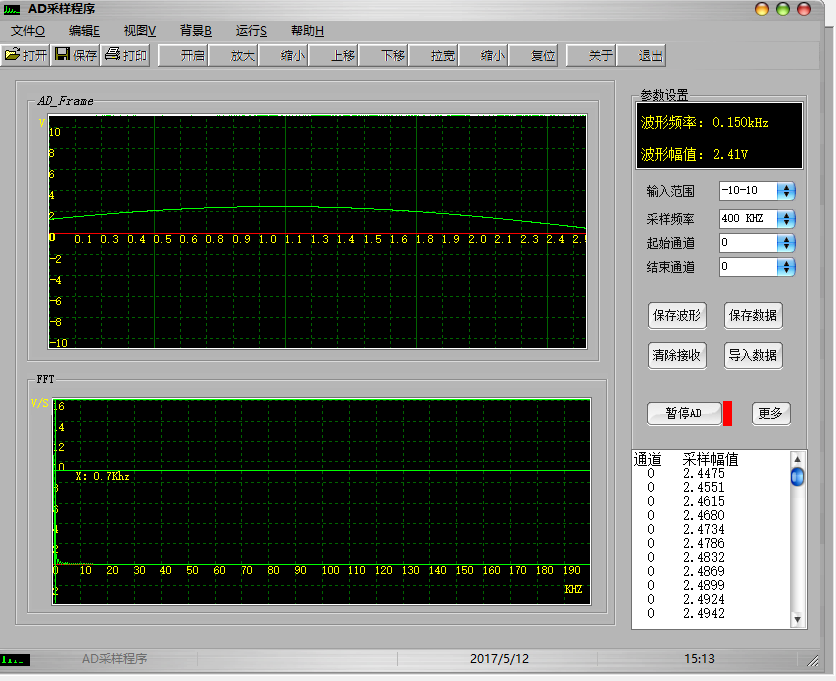 AD采样程序
文件O 编辑E 视图V 背景B 运行S 帮助H
打开 保存 打印 开启 放大 缩小 上移 下移 拉宽 缩小 复位 关于 退出
AD_Frame
V
10
8
6
4
2
0 0.1 0.3 0.4 0.5 0.6 0.8 0.9 1.0 1.1 1.3 1.4 1.5 1.6 1.8 1.9 2.0 2.1 2.3 2.4 2.5
-2
-4
-6
-8
-10
FFT
V/S
16
14
12
10
X: 0.7Khz
8
6
4
2
0 10 20 30 40 50 60 70 80 90 100 110 120 130 140 150 160 170 180 190
KHZ
参数设置
波形频率: 0.150kHz
波形幅值: 2.41V
输入范围 -10-10
采样频率 400 KHZ
起始通道 0
结束通道 0
保存波形 保存数据
清除接收 导入数据
暂停AD 更多
通道 采样幅值
0 2.4475
0 2.4551
0 2.4615
0 2.4680
0 2.4734
0 2.4786
0 2.4832
0 2.4869
0 2.4899
0 2.4924
0 2.4942
AD采样程序 2017/5/12 15:13